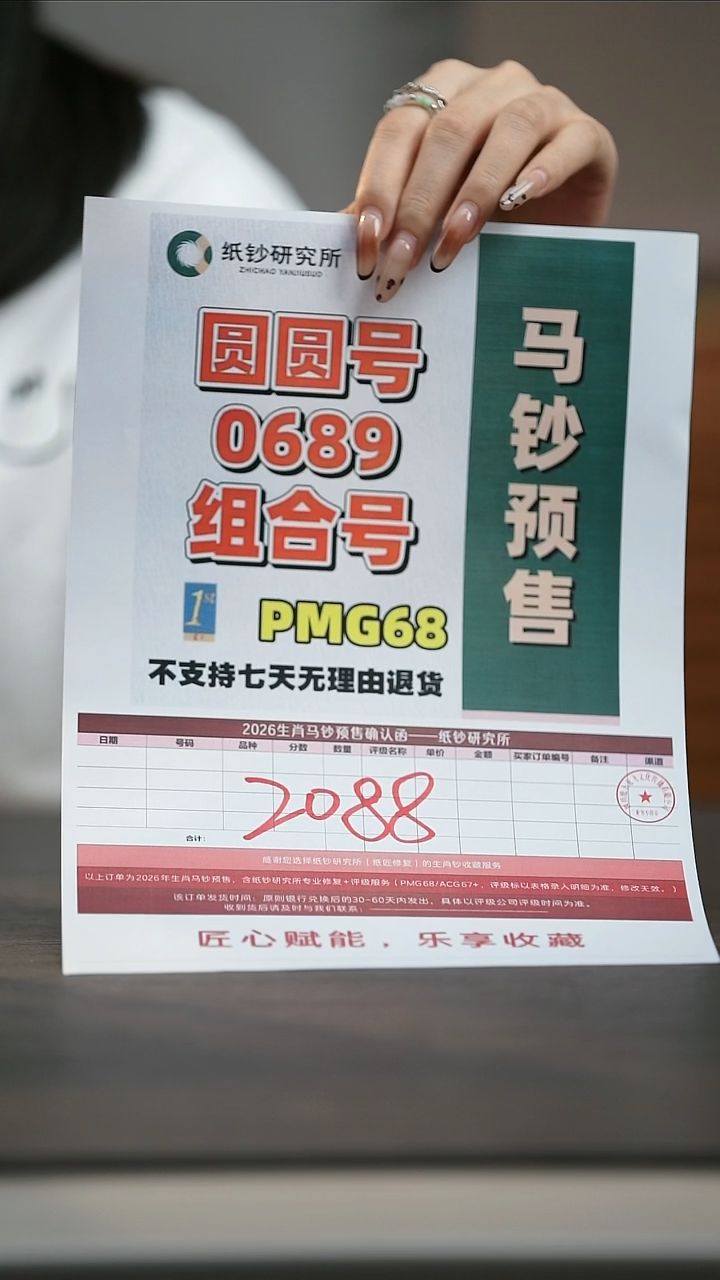 纸钞研究所
ZHICHAO YANJIUSUO
圆圆号
0689
组合号
1st
PMG68
不支持七天无理由退货
马钞预售
2026生肖马钞预售确认函——纸钞研究所
日期 号码 品种 分数 数量 评级名称 单价 金额 买家订单编号 备注 渠道
2088
合计:
感谢您选择纸钞研究所(纸匠修复)的生肖钞收藏服务
以上订单为2026年生肖马钞预售,含纸钞研究所专业修复+评级服务(PMG68/ACG67+,评级标以表格录入明细为准,修改无效。)
该订单发货时间:原则银行兑换后的30-60天内发出,具体以评级公司评级时间为准。
收到货后请及时与我们联系:
匠心赋能,乐享收藏